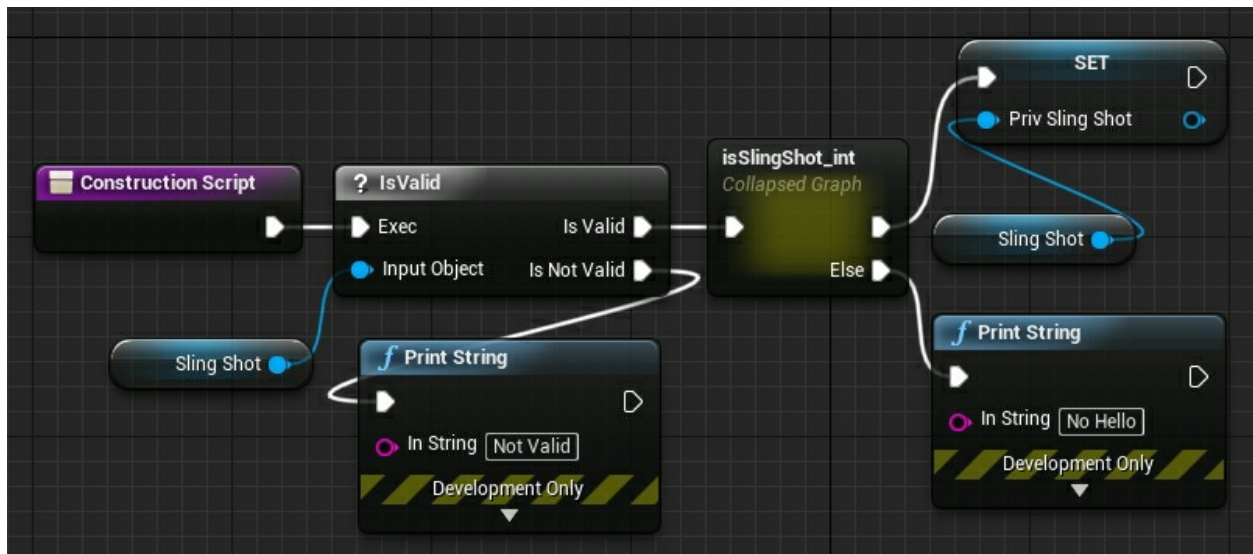 Construction Script
? IsValid
Exec
Is Valid
Input Object
Is Not Valid
Sling Shot
f Print String
In String Not Valid
Development Only
isSlingShot_int
Collapsed Graph
Else
SET
Priv Sling Shot
Sling Shot
f Print String
In String No Hello
Development Only